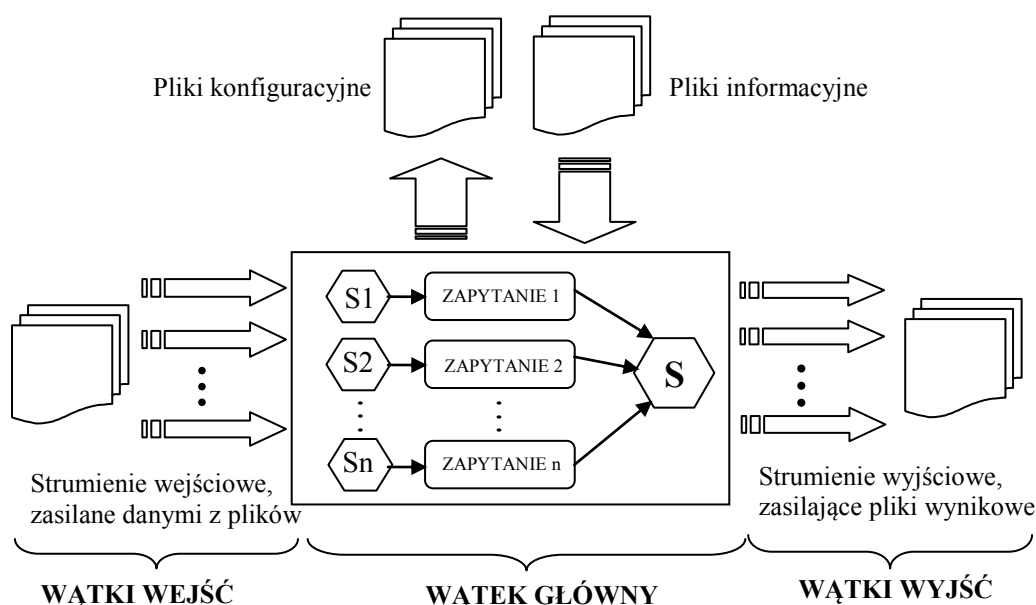 Pliki konfiguracyjne
Pliki informacyjne
S1
ZAPYTANIE 1
S2
ZAPYTANIE 2
S
Sn
ZAPYTANIE n
Strumienie wejściowe,
zasilane danymi z plików
Strumienie wyjściowe,
zasilające pliki wynikowe
WĄTKI WEJŚĆ
WĄTEK GŁÓWNY
WĄTKI WYJŚĆ